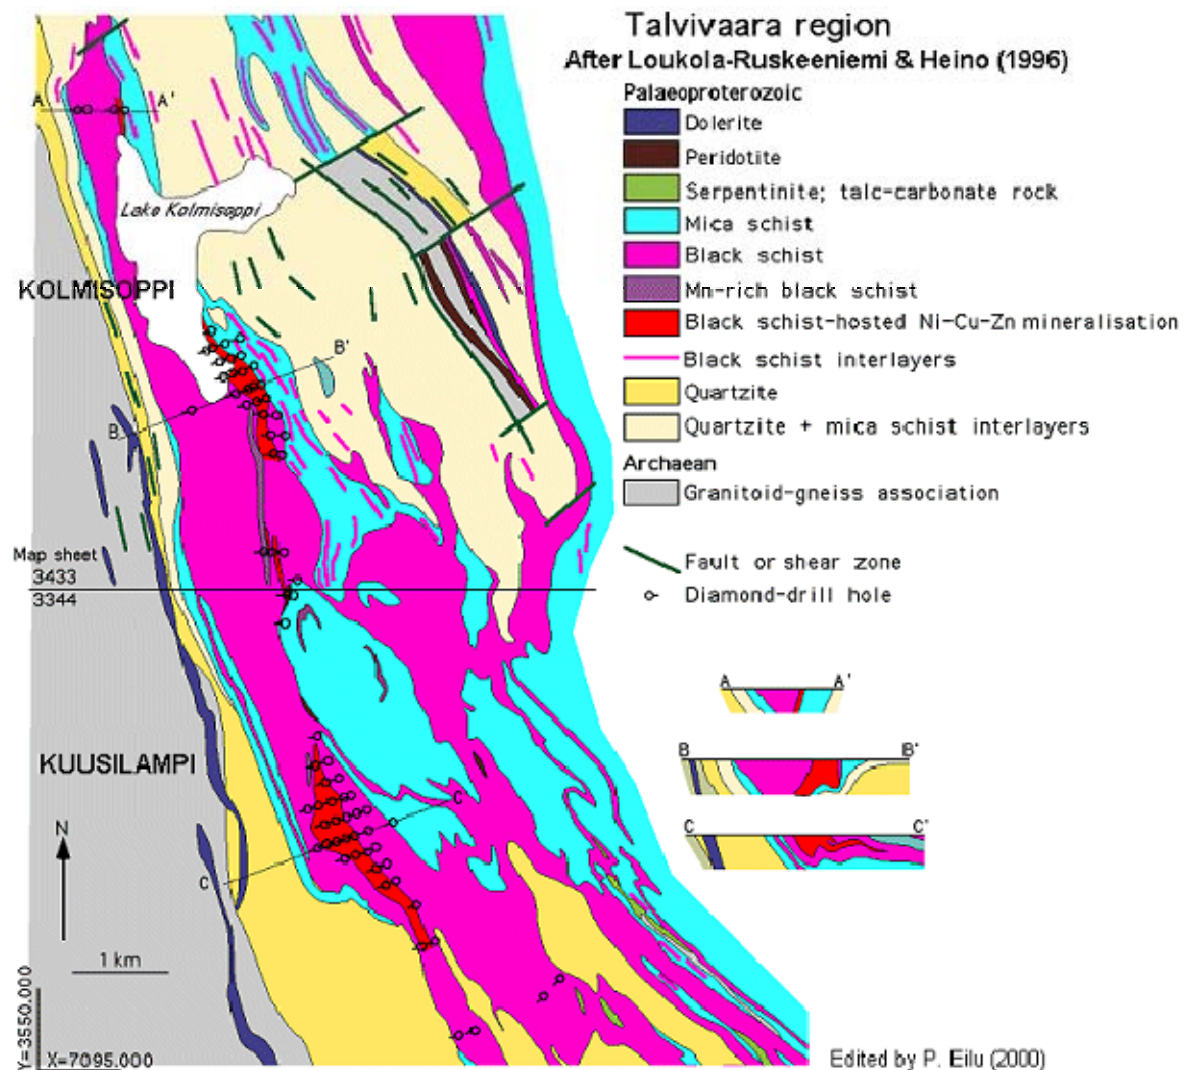 Talvivaara region
After Loukola-Ruskeeniemi & Heino (1996)
Palaeoproterozoic
Dolerite
Peridotite
Serpentinite; talc-carbonate rock
Mica schist
Black schist
Mn-rich black schist
Black schist-hosted Ni-Cu-Zn mineralisation
Black schist interlayers
Quartzite
Quartzite + mica schist interlayers
Archaean
Granitoid-gneiss association
Fault or shear zone
Diamond-drill hole
A
A'
Lake Kolmisoppi
KOLMISOPPI
B'
B
Map sheet
3433
3344
KUUSILAMPI
C'
C
N
1 km
Y=3550.000
X=7095.000
A
A'
B
B'
C
C'
Edited by P. Eilu (2000)